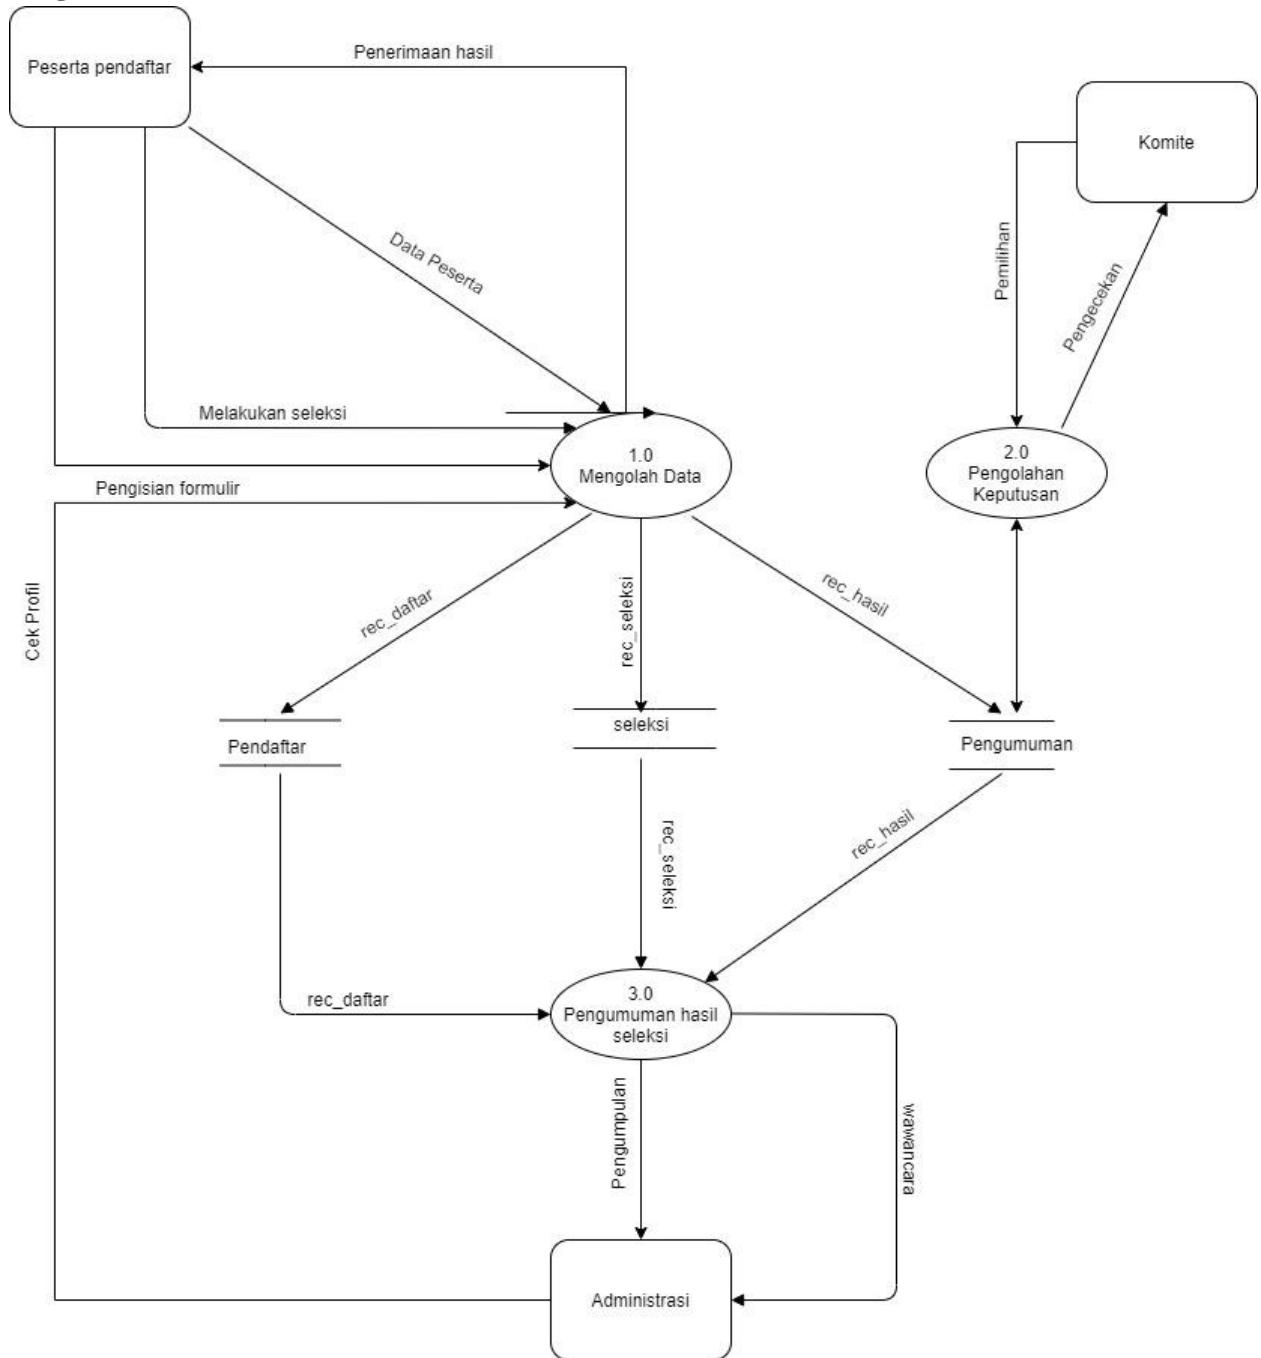 Peserta pendaftar
Penerimaan hasil
Komite
Data Peserta
Pemilihan
Pengecekan
Melakukan seleksi
1.0
Mengolah Data
2.0
Pengolahan
Keputusan
Pengisian formulir
Cek Profil
rec_daftar
rec_seleksi
rec_hasil
Pendaftar
seleksi
Pengumuman
rec_seleksi
rec_hasil
rec_daftar
3.0
Pengumuman hasil
seleksi
Pengumpulan
wawancara
Administrasi